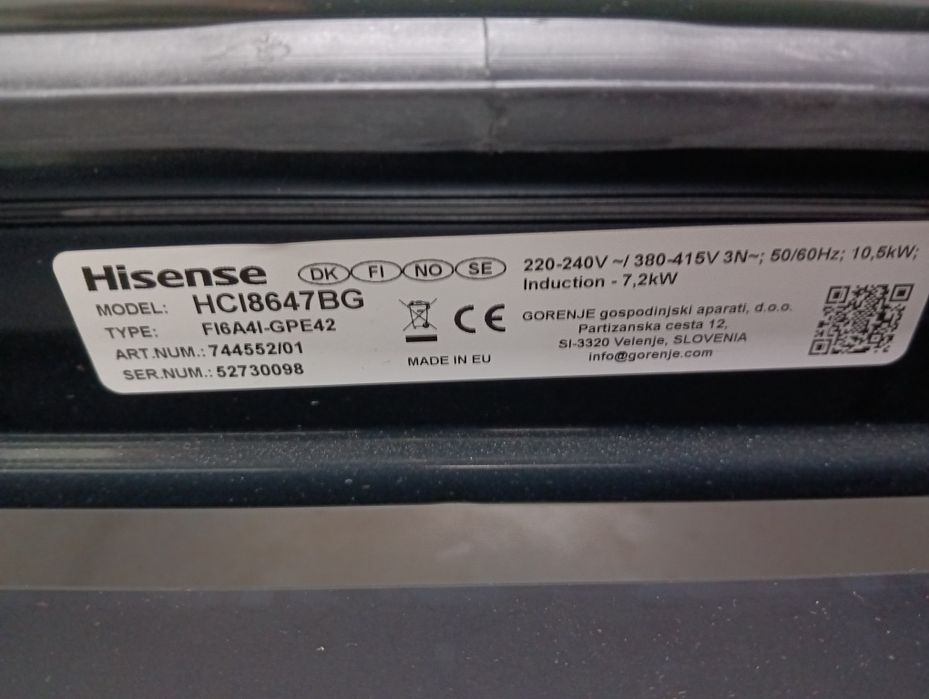 Hisense
DK FI NO SE
MODEL: HCI8647BG
TYPE: FI6A4I-GPE42
ART.NUM.: 744552/01
SER.NUM.: 52730098
CE
MADE IN EU
220-240V ~/ 380-415V 3N~; 50/60Hz; 10,5kW;
Induction - 7,2kW
GORENJE gospodinjski aparati, d.o.o.
Partizanska cesta 12,
SI-3320 Velenje, SLOVENIA
info@gorenje.com